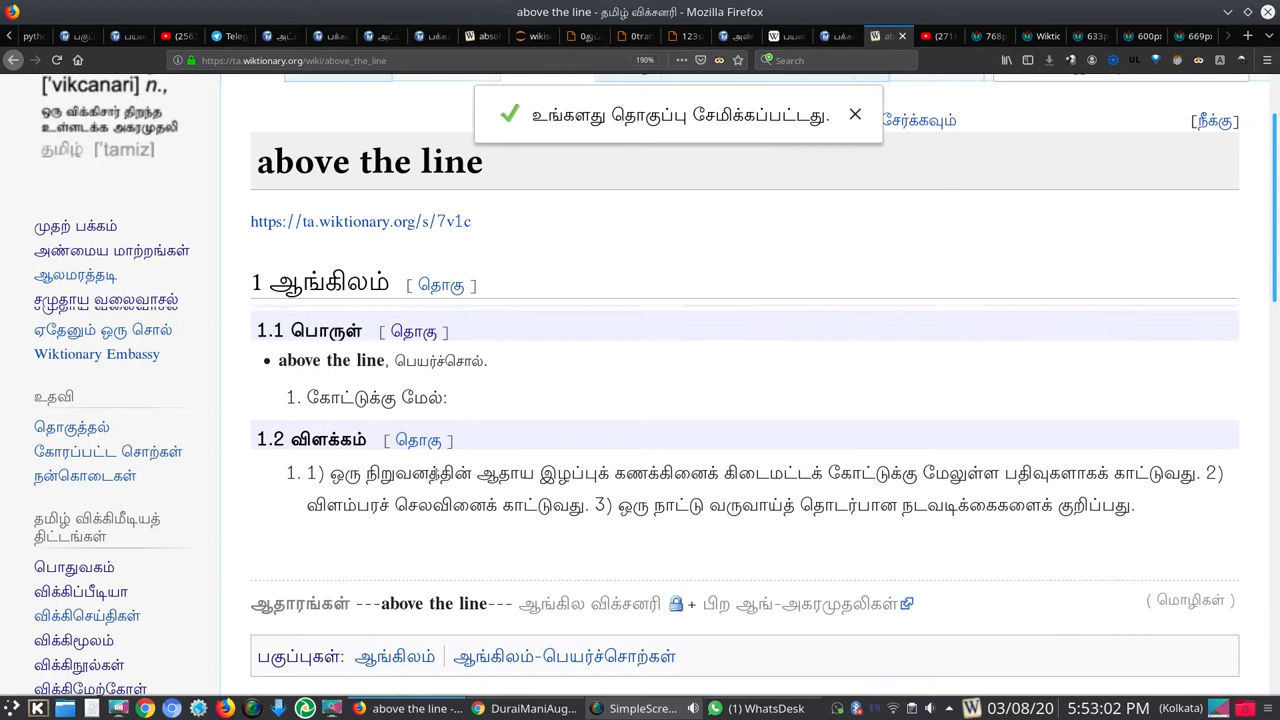 above the line - தமிழ் விக்சனரி - Mozilla Firefox
https://ta.wiktionary.org/wiki/above_the_line
190%
Search
['vikcanari] n.,
ஒரு விக்கிசார் திறந்த
உள்ளடக்க அகரமுதலி
தமிழ் ['tamiz]
உங்களது தொகுப்பு சேமிக்கப்பட்டது.
சேர்க்கவும்
[நீக்கு]
above the line
https://ta.wiktionary.org/s/7v1c
முதற் பக்கம்
அண்மைய மாற்றங்கள்
ஆலமரத்தடி
சமுதாய வலைவாசல்
ஏதேனும் ஒரு சொல்
Wiktionary Embassy
உதவி
தொகுத்தல்
கோரப்பட்ட சொற்கள்
நன்கொடைகள்
தமிழ் விக்கிமீடியத்
திட்டங்கள்
பொதுவகம்
விக்கிப்பீடியா
விக்கிசெய்திகள்
விக்கிமூலம்
விக்கிநூல்கள்
விக்கிமேற்கோள்
1 ஆங்கிலம் [ தொகு ]
1.1 பொருள் [ தொகு ]
• above the line, பெயர்ச்சொல்.
1. கோட்டுக்கு மேல்:
1.2 விளக்கம் [ தொகு ]
1. 1) ஒரு நிறுவனத்தின் ஆதாய இழப்புக் கணக்கினைக் கிடைமட்டக் கோட்டுக்கு மேலுள்ள பதிவுகளாகக் காட்டுவது. 2)
விளம்பரச் செலவினைக் காட்டுவது. 3) ஒரு நாட்டு வருவாய்த் தொடர்பான நடவடிக்கைகளைக் குறிப்பது.
ஆதாரங்கள் ---above the line--- ஆங்கில விக்சனரி + பிற ஆங்-அகரமுதலிகள்
( மொழிகள் )
பகுப்புகள்: ஆங்கிலம் | ஆங்கிலம்-பெயர்ச்சொற்கள்
above the line -...
DuraiManiAug...
SimpleScre...
(1) WhatsDesk
EN
03/08/20
5:53:02 PM (Kolkata)